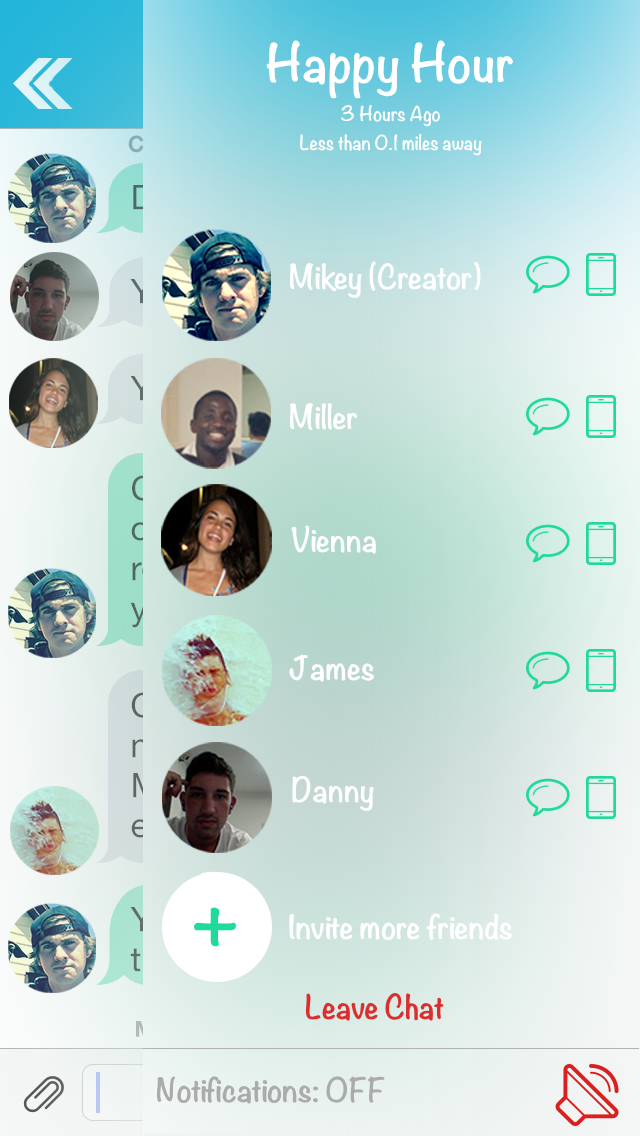 Happy Hour
3 Hours Ago
Less than 0.1 miles away
Mikey (Creator)
Miller
Vienna
James
Danny
Invite more friends
Leave Chat
Notifications: OFF